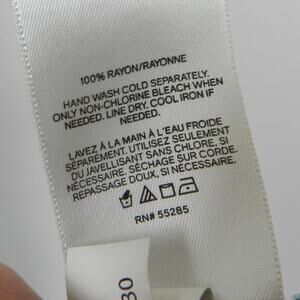 100% RAYON/RAYONNE
HAND WASH COLD SEPARATELY.
ONLY NON-CHLORINE BLEACH WHEN
NEEDED. LINE DRY. COOL IRON IF
NEEDED.
LAVEZ À LA MAIN À L'EAU FROIDE
SÉPARÉMENT. UTILISEZ SEULEMENT
DU JAVELLISANT SANS CHLORE, SI
NÉCESSAIRE. SÉCHAGE SUR CORDE.
REPASSAGE DOUX, SI NÉCESSAIRE.
RN# 55285
30